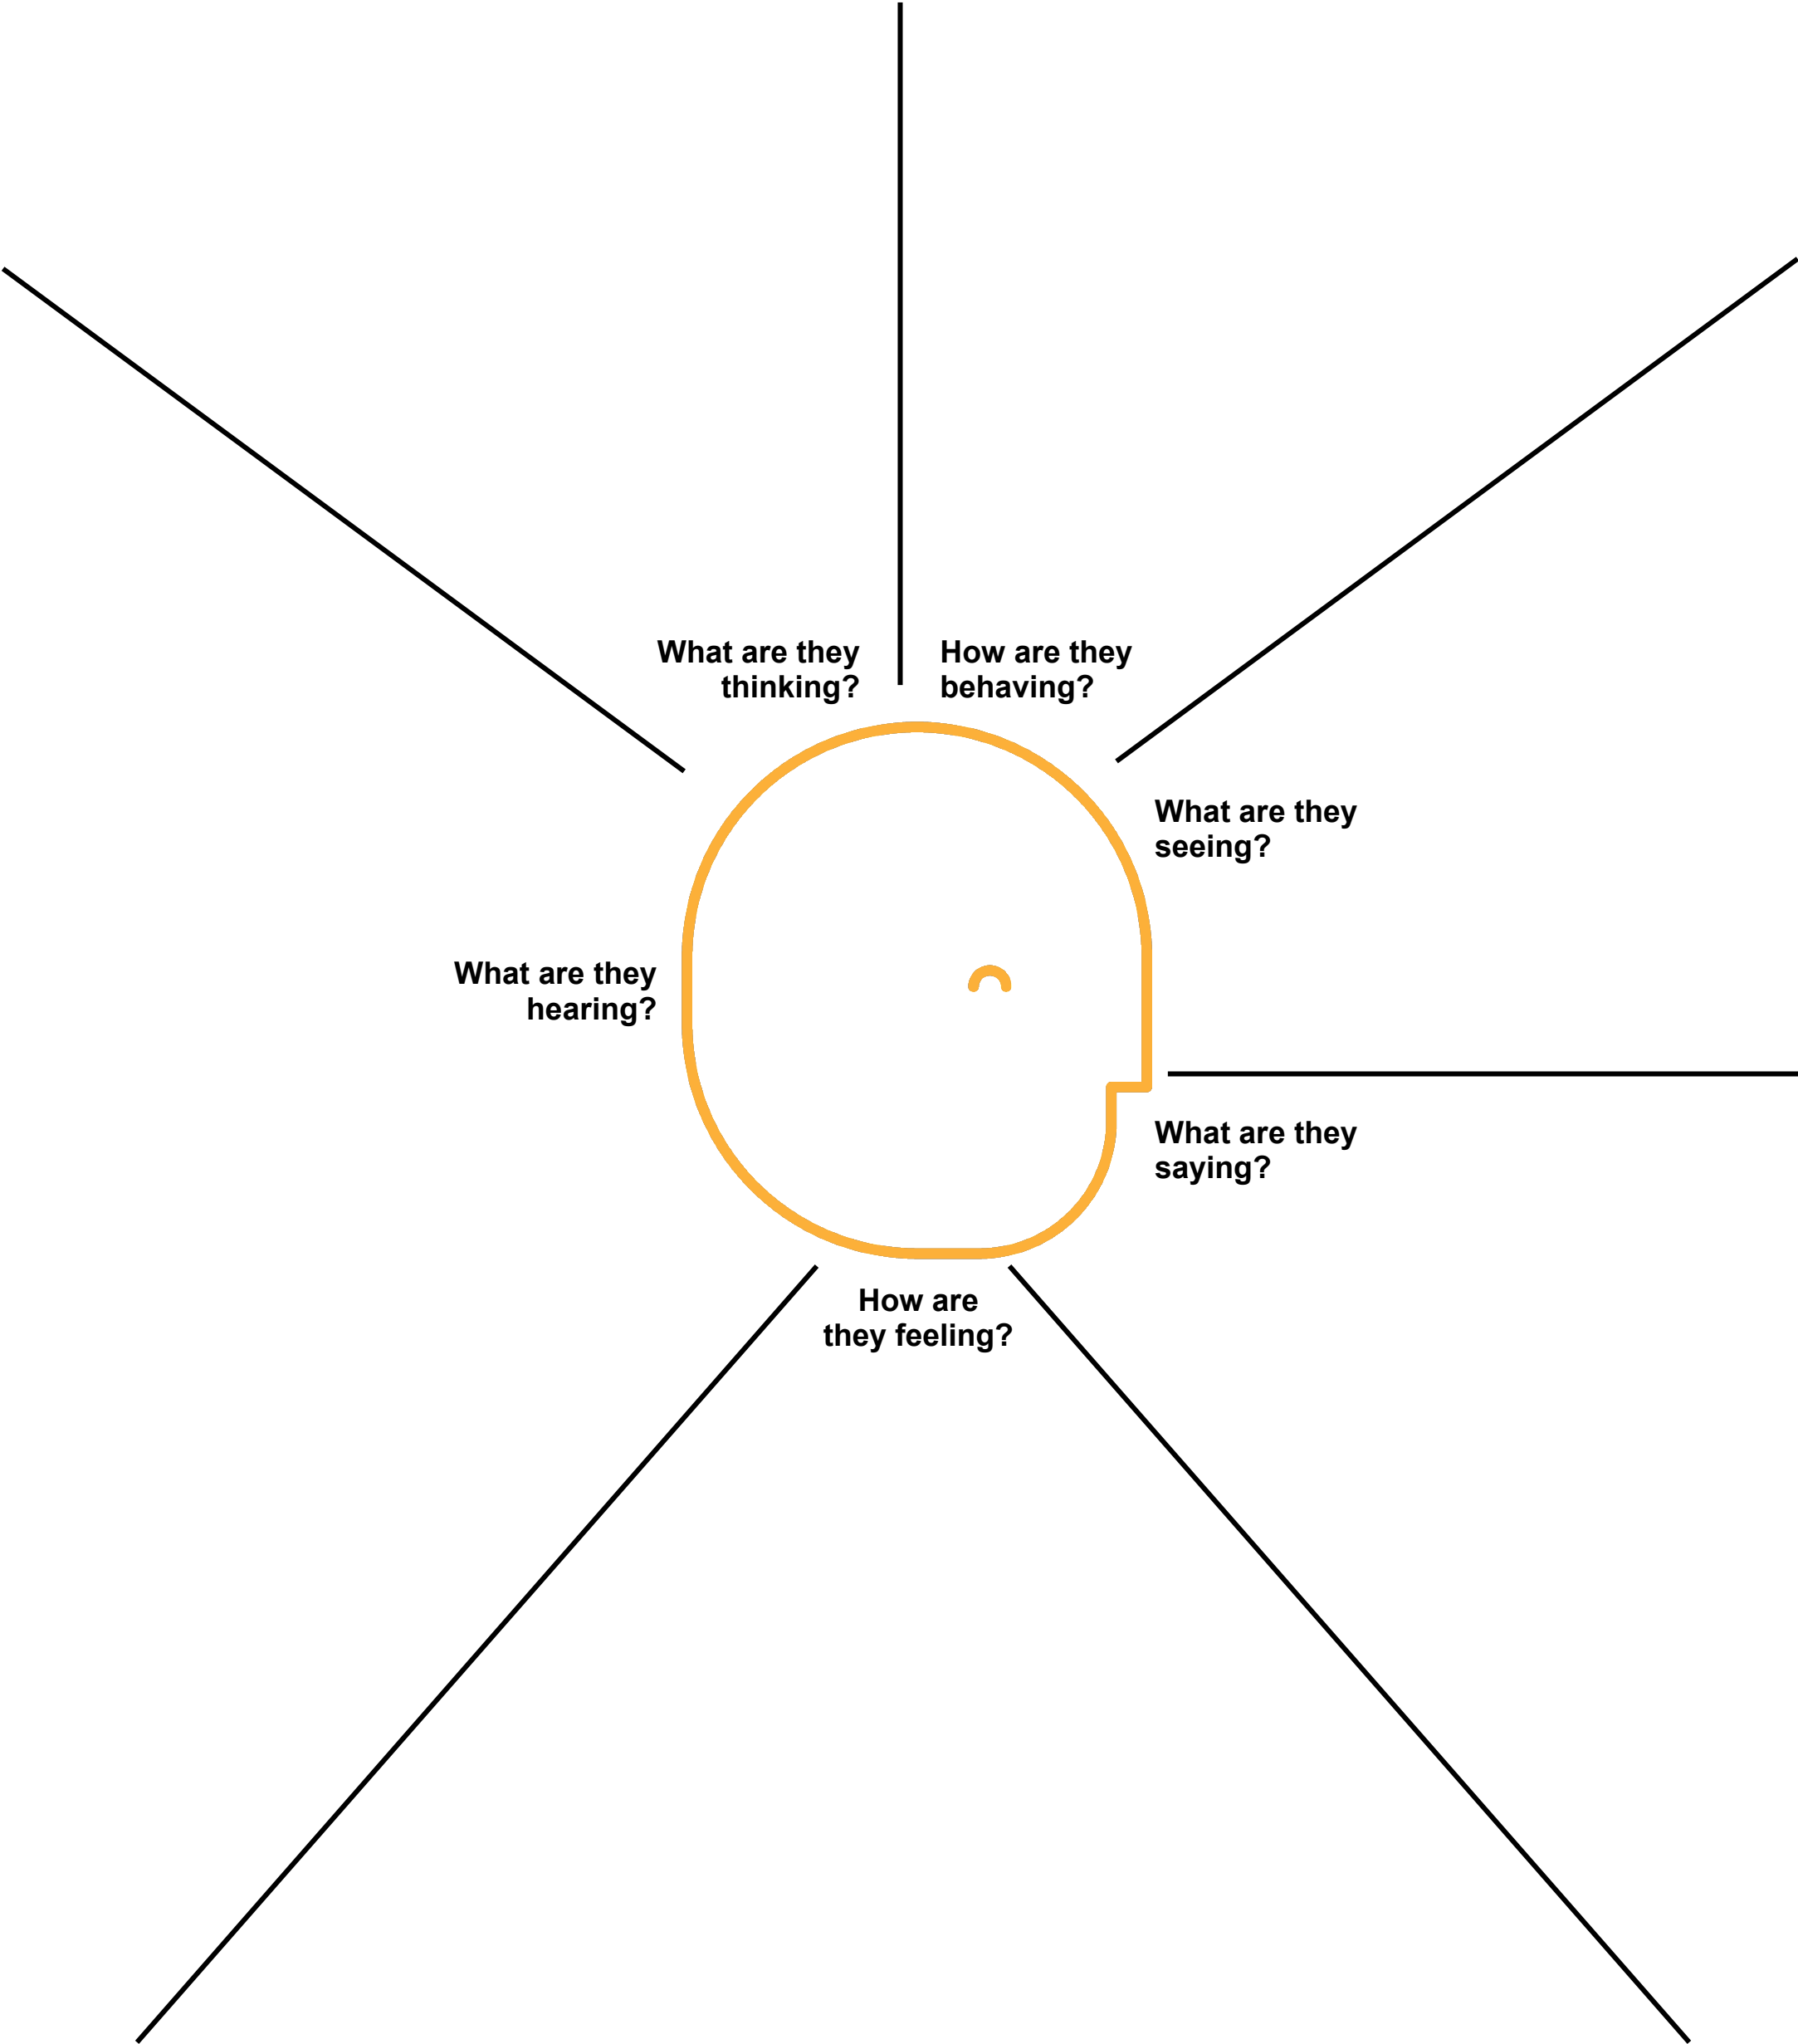 What are they
thinking?
How are they
behaving?
What are they
seeing?
What are they
hearing?
What are they
saying?
How are
they feeling?